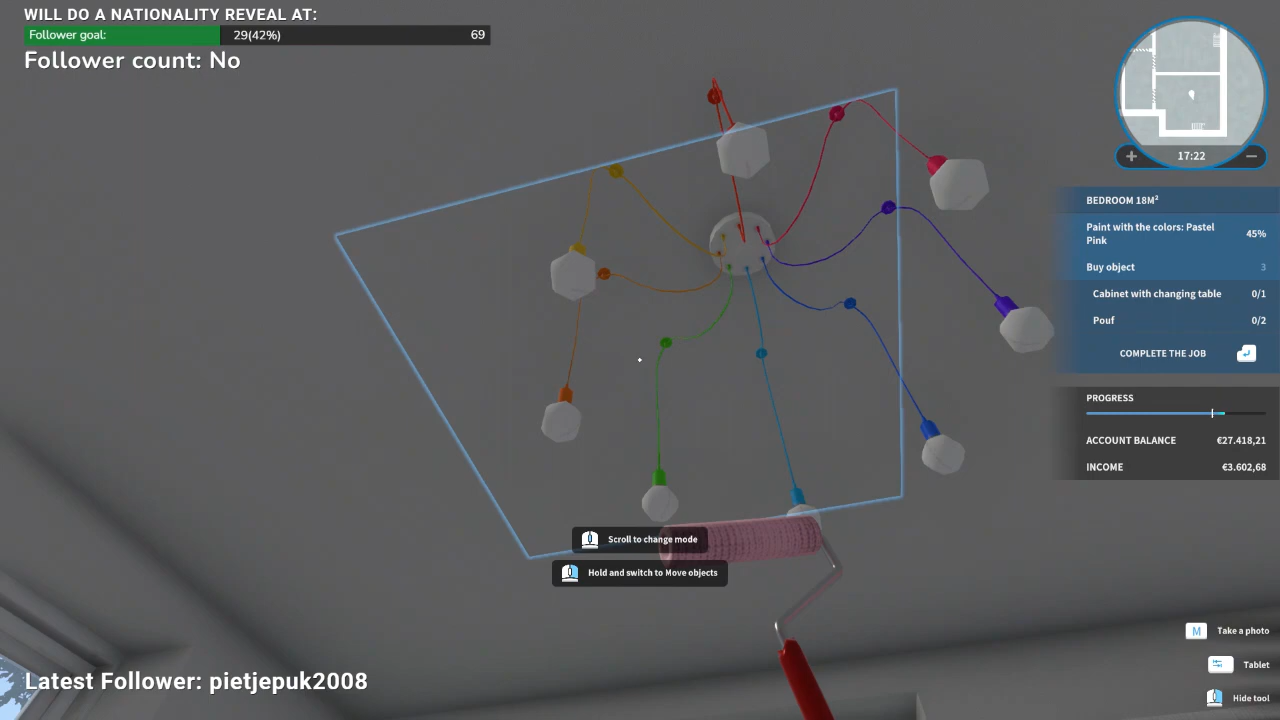 WILL DO A NATIONALITY REVEAL AT:
Follower goal: 29(42%) 69
Follower count: No
17:22
BEDROOM 18M²
Paint with the colors: Pastel
Pink 45%
Buy object 3
Cabinet with changing table 0/1
Pouf 0/2
COMPLETE THE JOB
PROGRESS
ACCOUNT BALANCE €27.418,21
INCOME €3.602,68
Scroll to change mode
Hold and switch to Move objects
M Take a photo
Tablet
Hide tool
Latest Follower: pietjepuk2008